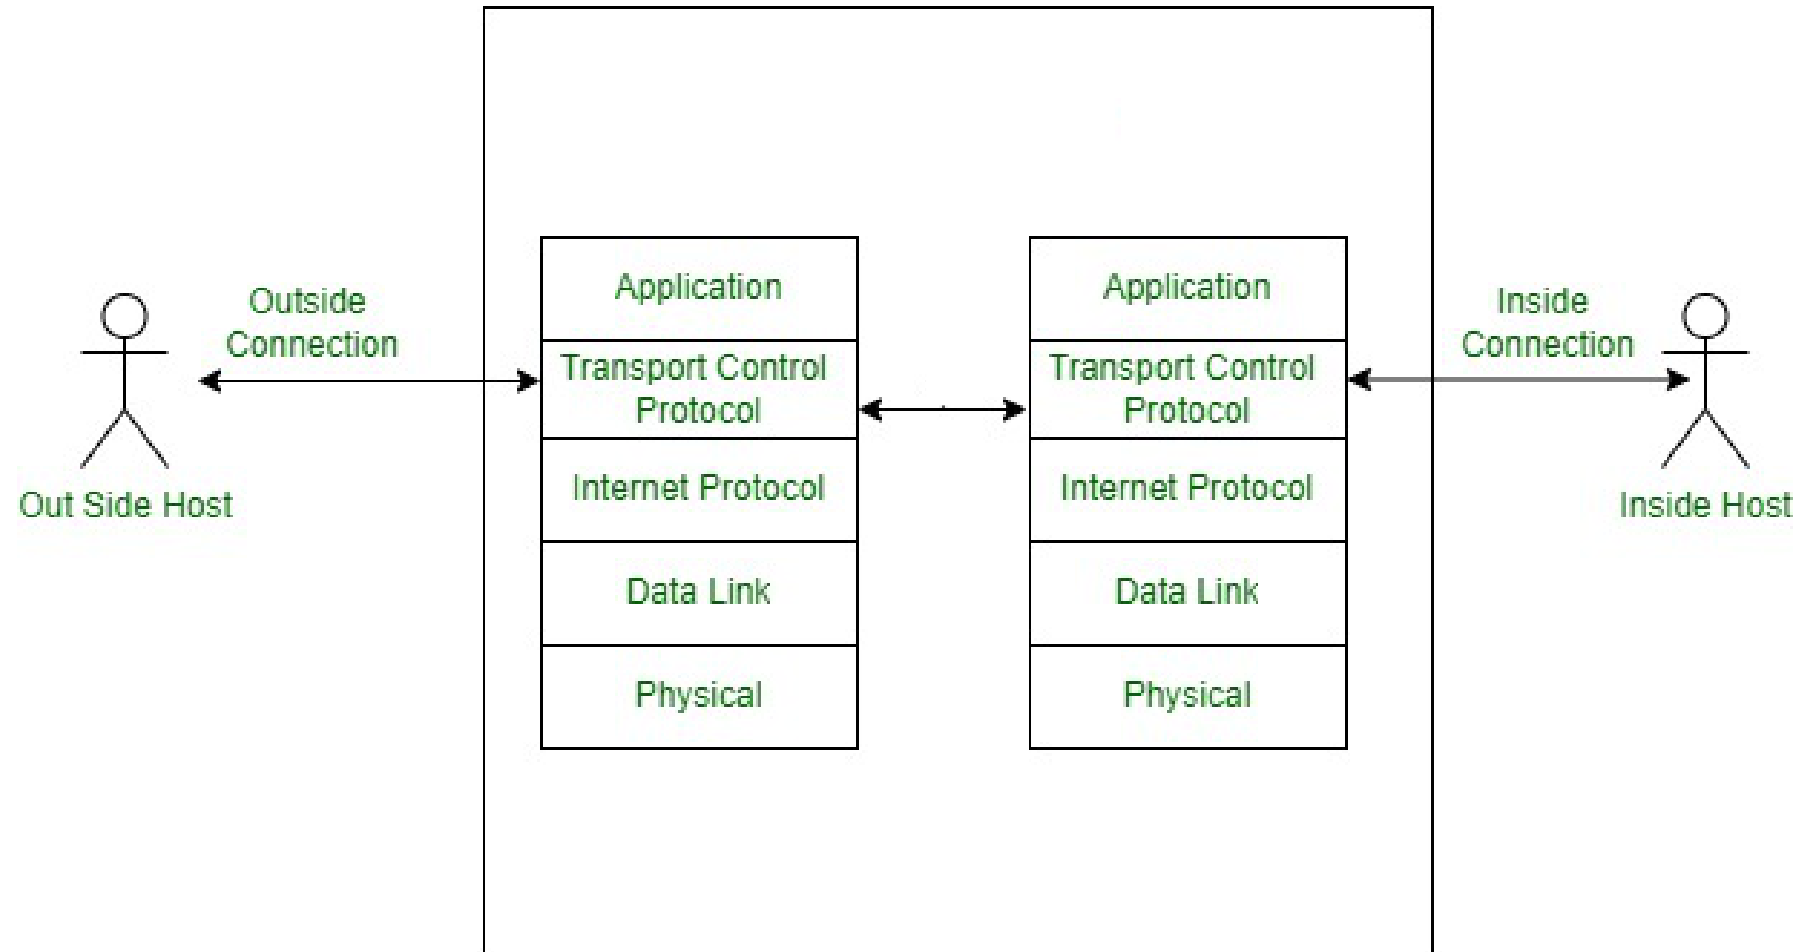 Outside
Connection
Out Side Host
Application
Transport Control
Protocol
Internet Protocol
Data Link
Physical
Application
Transport Control
Protocol
Internet Protocol
Data Link
Physical
Inside
Connection
Inside Host